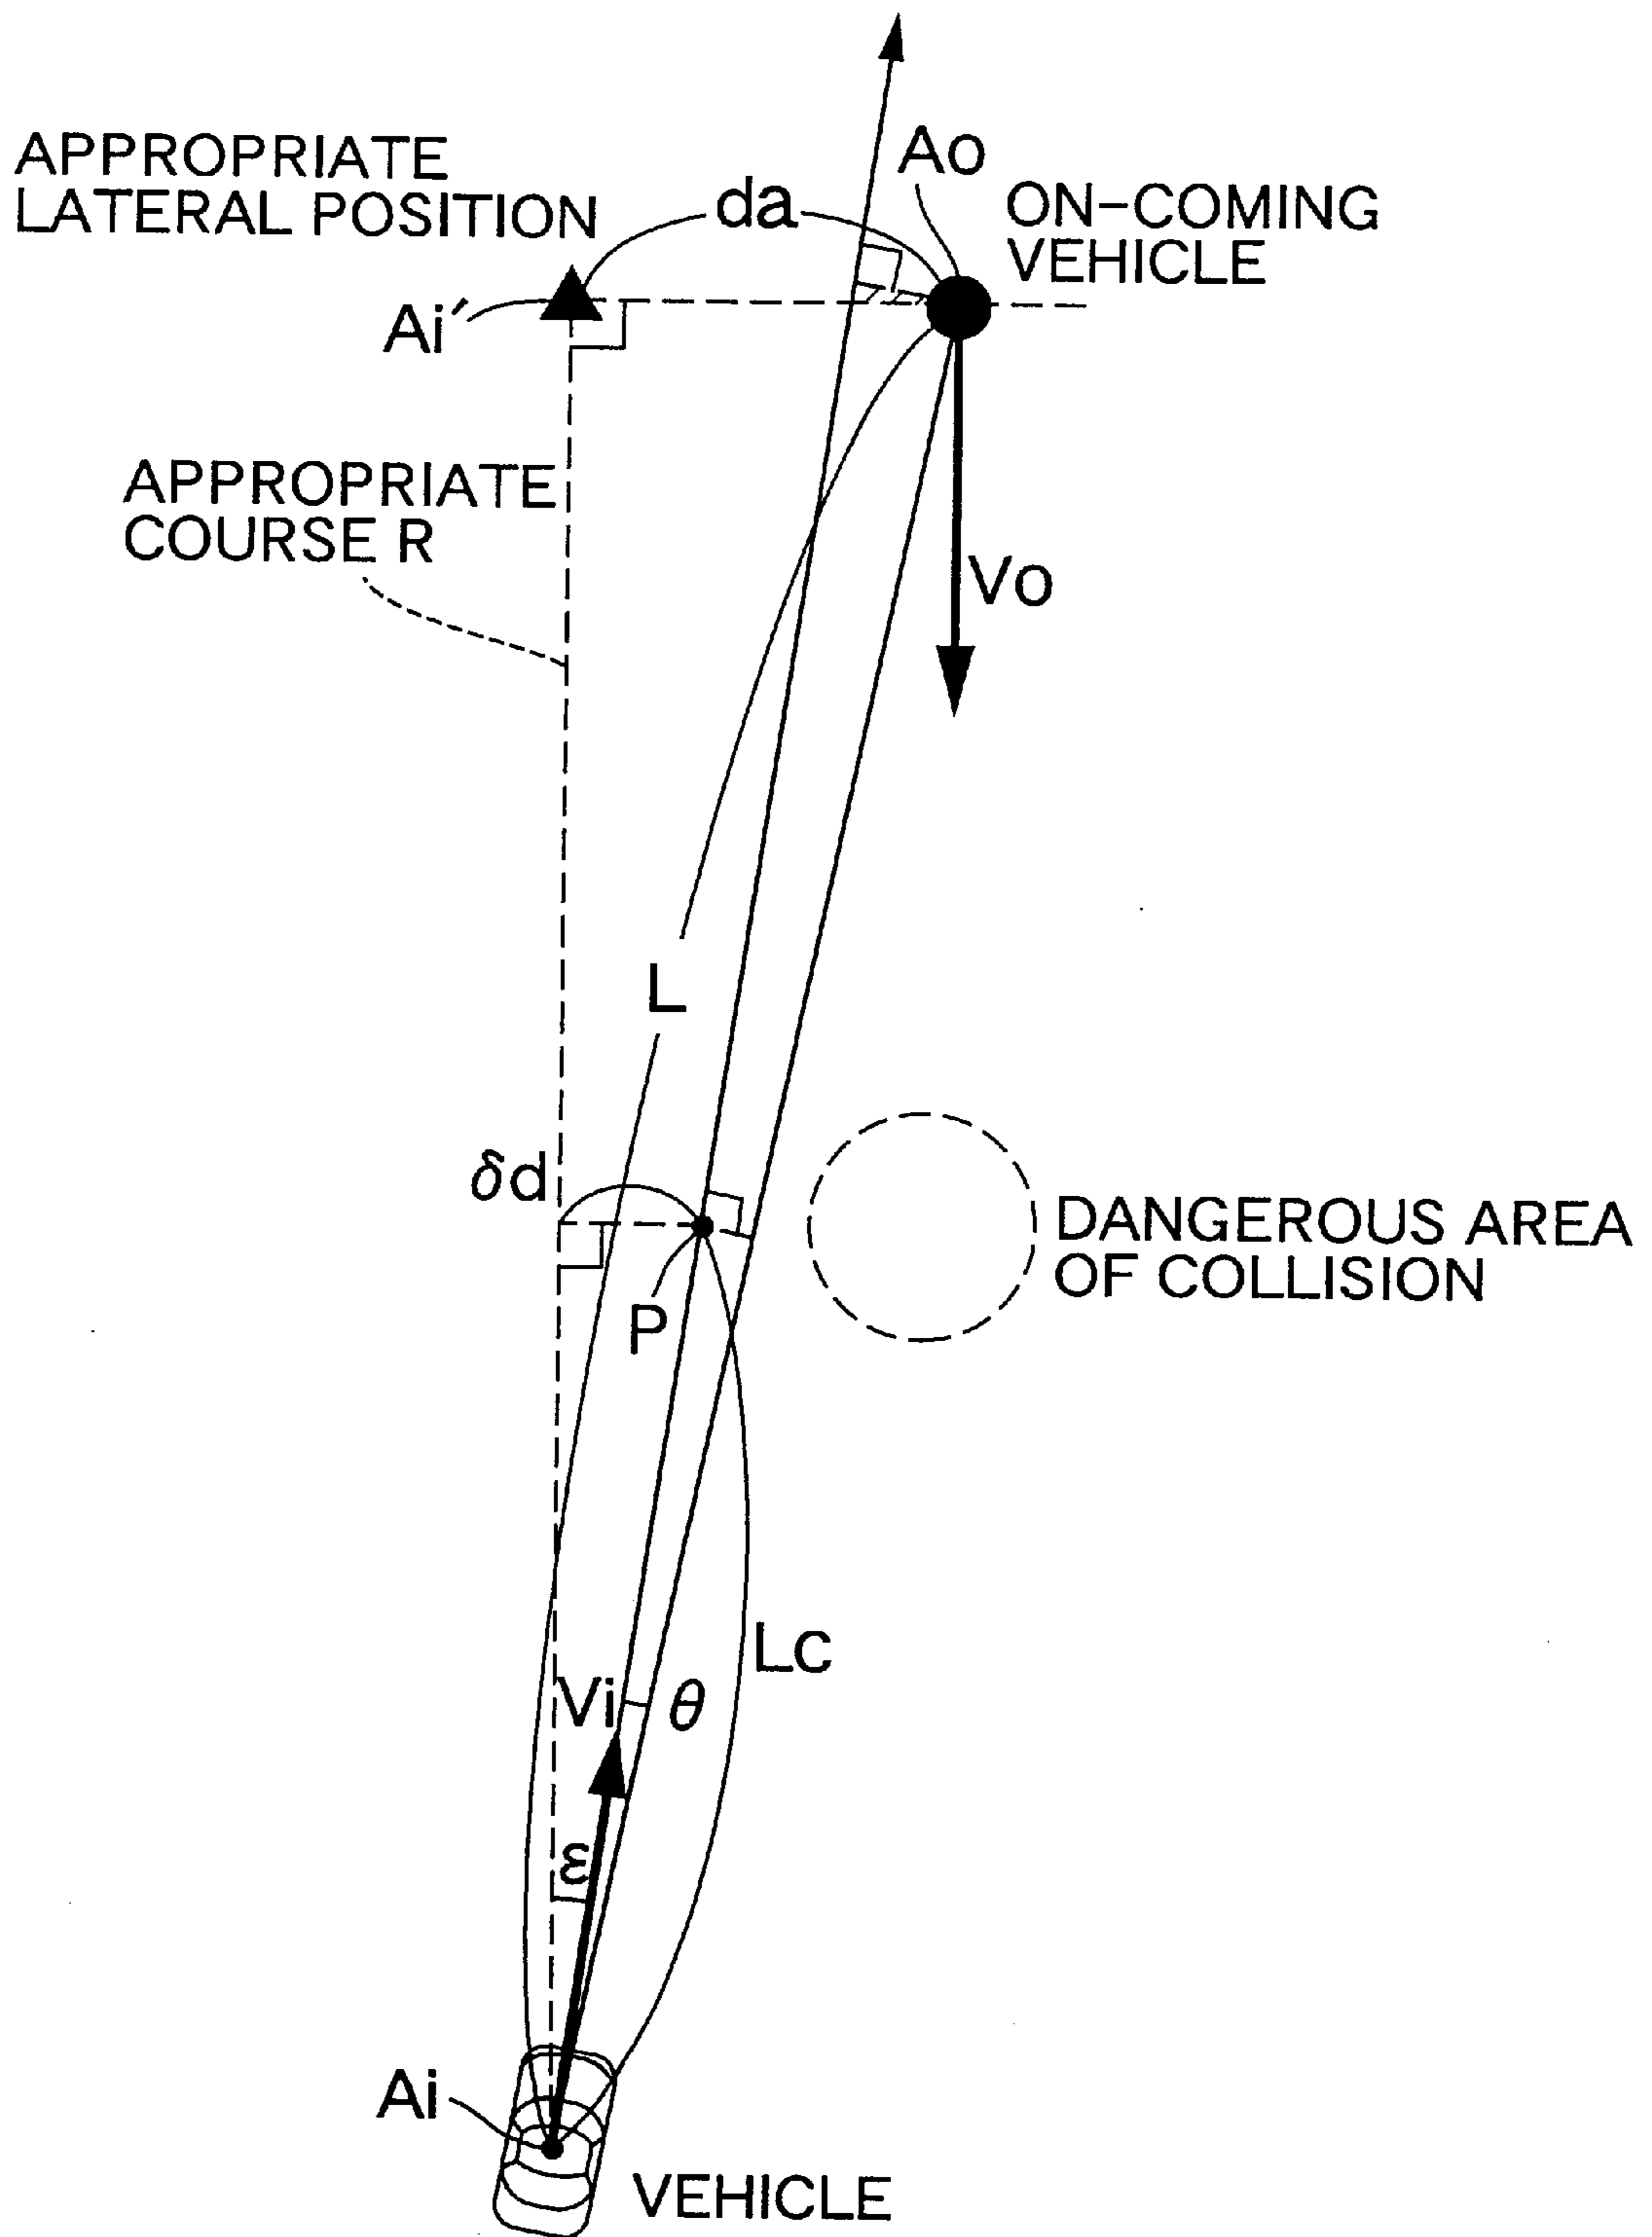 Ao
APPROPRIATE
LATERAL POSITION
da
ON-COMING
VEHICLE
Ai′
APPROPRIATE
COURSE R
Vo
L
δd
DANGEROUS AREA
OF COLLISION
P
Lc
Vi
θ
ε
Ai
VEHICLE